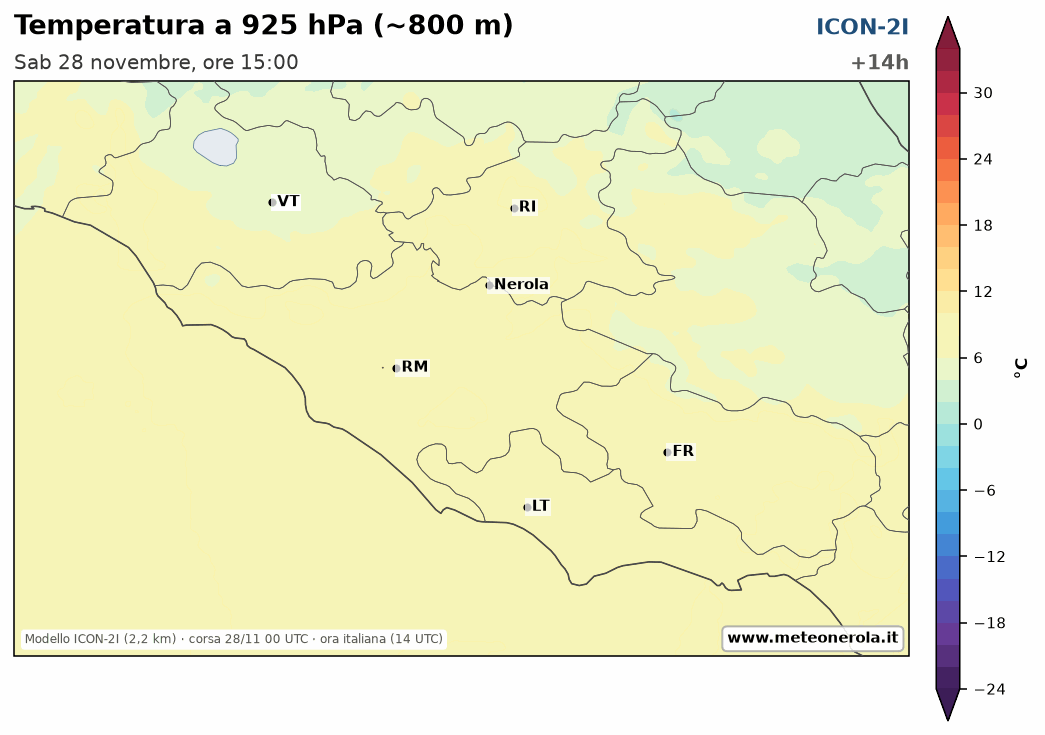 Temperatura a 925 hPa (~800 m)
ICON-2I
Sab 28 novembre, ore 15:00
+14h
VT
RI
Nerola
RM
FR
LT
30
24
18
12
6
0
−6
−12
−18
−24
°C
Modello ICON-2I (2,2 km) · corsa 28/11 00 UTC · ora italiana (14 UTC)
www.meteonerola.it